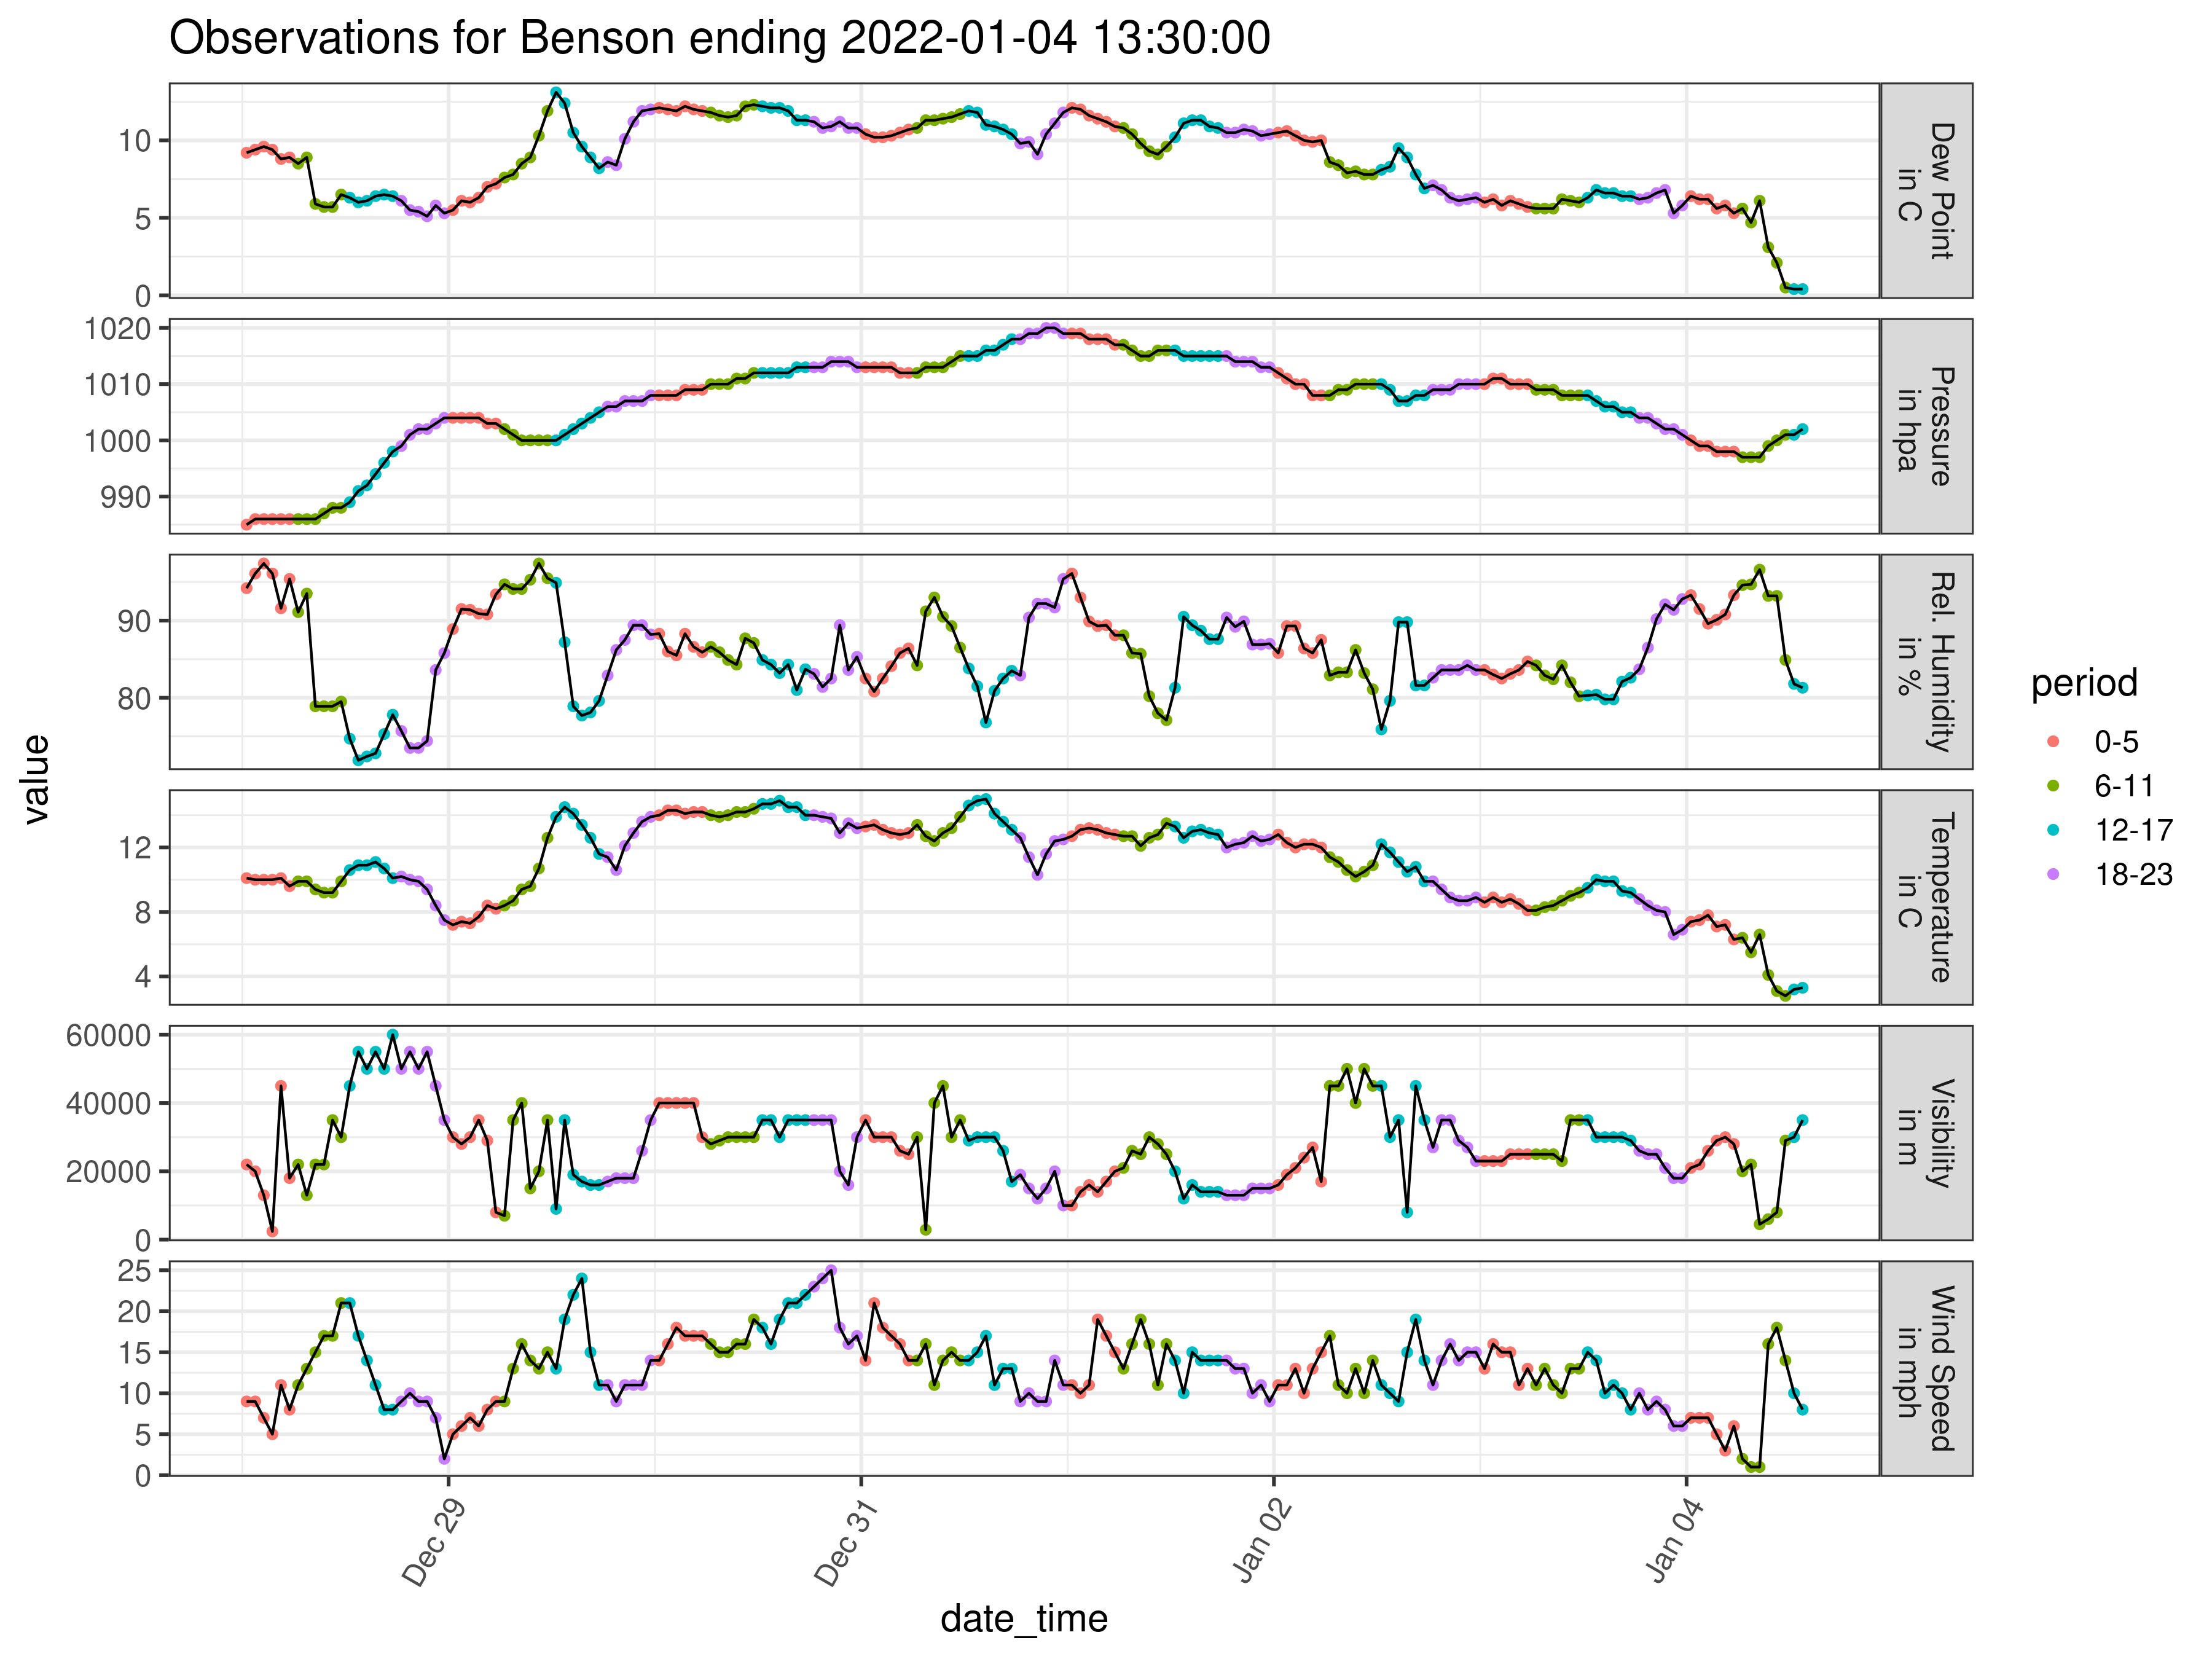 Observations for Benson ending 2022-01-04 13:30:00
10
5
0
Dew Point
in C
1020
1010
1000
990
Pressure
in hpa
90
80
Rel. Humidity
in %
12
8
4
Temperature
in C
60000
40000
20000
0
Visibility
in m
25
20
15
10
5
0
Wind Speed
in mph
value
Dec 29
Dec 31
Jan 02
Jan 04
date_time
period
0-5
6-11
12-17
18-23